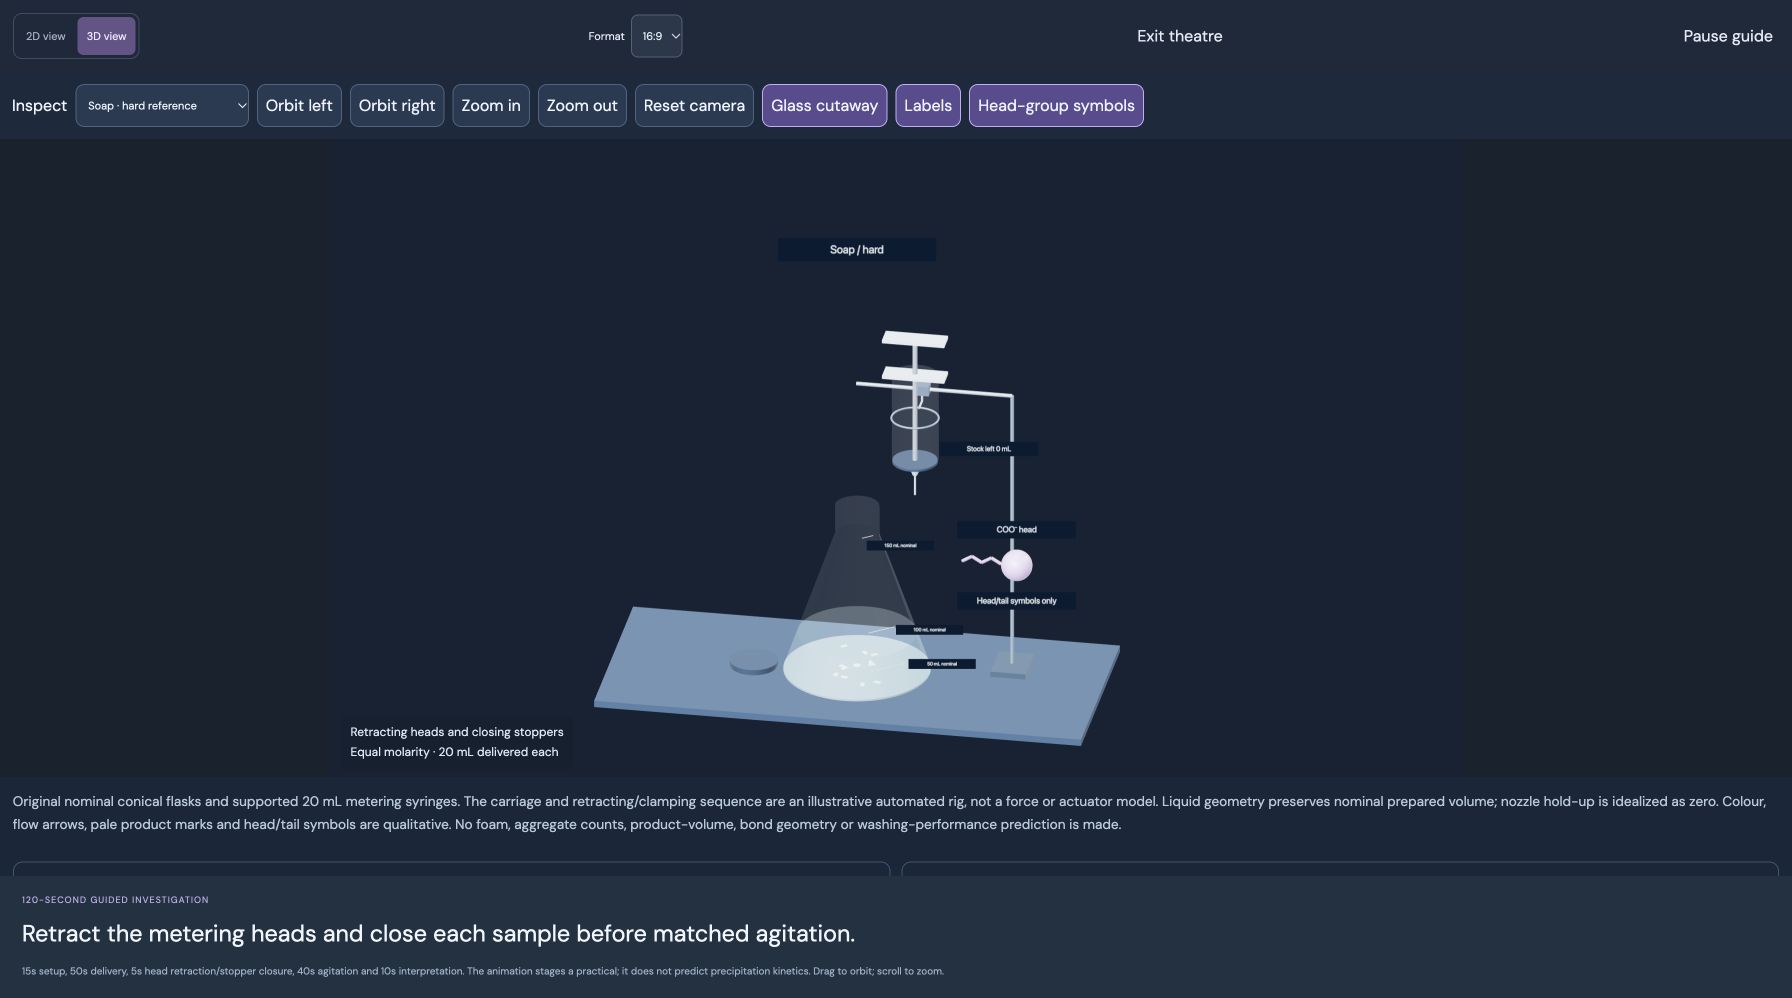 2D view
3D view
Format
16:9
Exit theatre
Pause guide
Inspect
Soap · hard reference
Orbit left
Orbit right
Zoom in
Zoom out
Reset camera
Glass cutaway
Labels
Head-group symbols
Soap / hard
Stock left 0 mL
COO⁻ head
150 mL nominal
Head/tail symbols only
100 mL nominal
50 mL nominal
Retracting heads and closing stoppers
Equal molarity · 20 mL delivered each
Original nominal conical flasks and supported 20 mL metering syringes. The carriage and retracting/clamping sequence are an illustrative automated rig, not a force or actuator model. Liquid geometry preserves nominal prepared volume; nozzle hold-up is idealized as zero. Colour,
flow arrows, pale product marks and head/tail symbols are qualitative. No foam, aggregate counts, product-volume, bond geometry or washing-performance prediction is made.
120-SECOND GUIDED INVESTIGATION
Retract the metering heads and close each sample before matched agitation.
15s setup, 50s delivery, 5s head retraction/stopper closure, 40s agitation and 10s interpretation. The animation stages a practical; it does not predict precipitation kinetics. Drag to orbit; scroll to zoom.